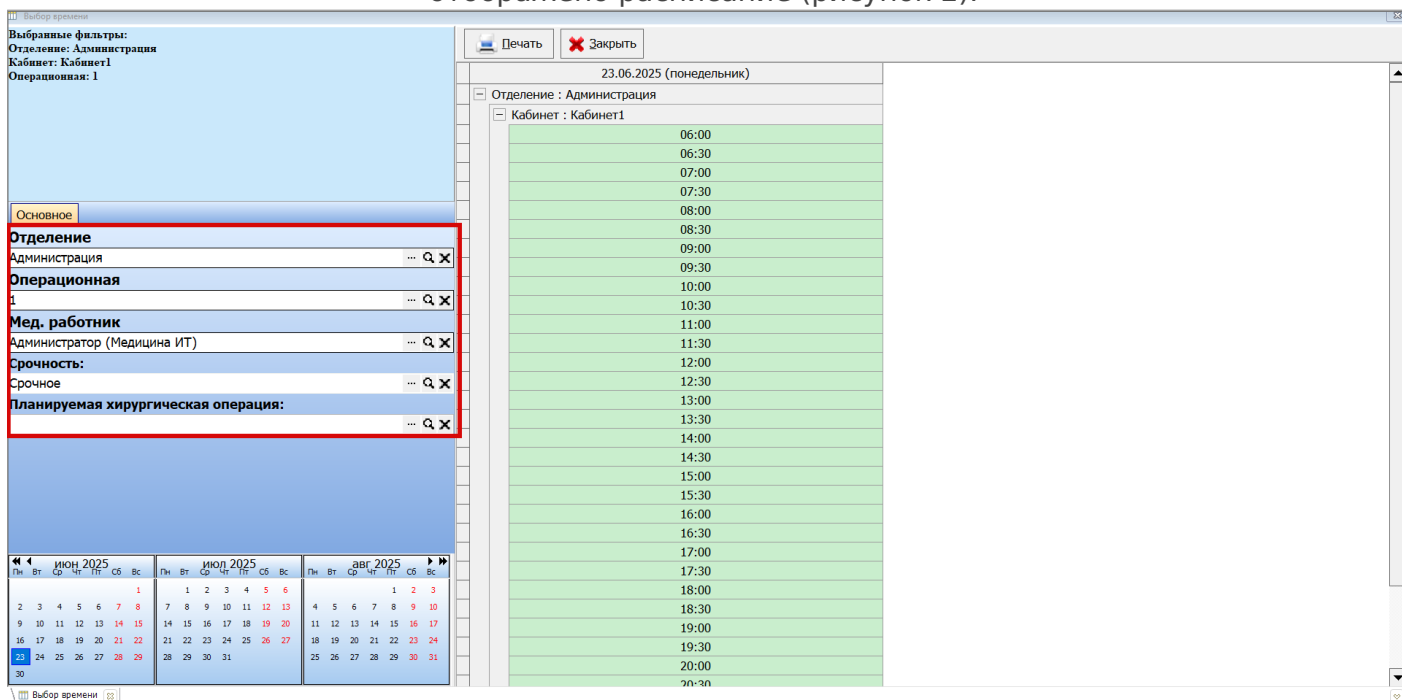 отображено расписание (рисунок 2).
Выбор времени
Выбранные фильтры:
Отделение: Администрация
Кабинет: Кабинет1
Операционная: 1
Основное
Отделение
Администрация
Операционная
1
Мед. работник
Администратор (Медицина ИТ)
Срочность:
Срочное
Планируемая хирургическая операция:
июн 2025
Пн Вт Ср Чт Пт Сб Вс
1
2 3 4 5 6 7 8
9 10 11 12 13 14 15
16 17 18 19 20 21 22
23 24 25 26 27 28 29
30
июл 2025
Пн Вт Ср Чт Пт Сб Вс
1 2 3 4 5 6
7 8 9 10 11 12 13
14 15 16 17 18 19 20
21 22 23 24 25 26 27
28 29 30 31
авг 2025
Пн Вт Ср Чт Пт Сб Вс
1 2 3
4 5 6 7 8 9 10
11 12 13 14 15 16 17
18 19 20 21 22 23 24
25 26 27 28 29 30 31
Печать Закрыть
23.06.2025 (понедельник)
Отделение : Администрация
Кабинет : Кабинет1
06:00
06:30
07:00
07:30
08:00
08:30
09:00
09:30
10:00
10:30
11:00
11:30
12:00
12:30
13:00
13:30
14:00
14:30
15:00
15:30
16:00
16:30
17:00
17:30
18:00
18:30
19:00
19:30
20:00
20:30
Выбор времени